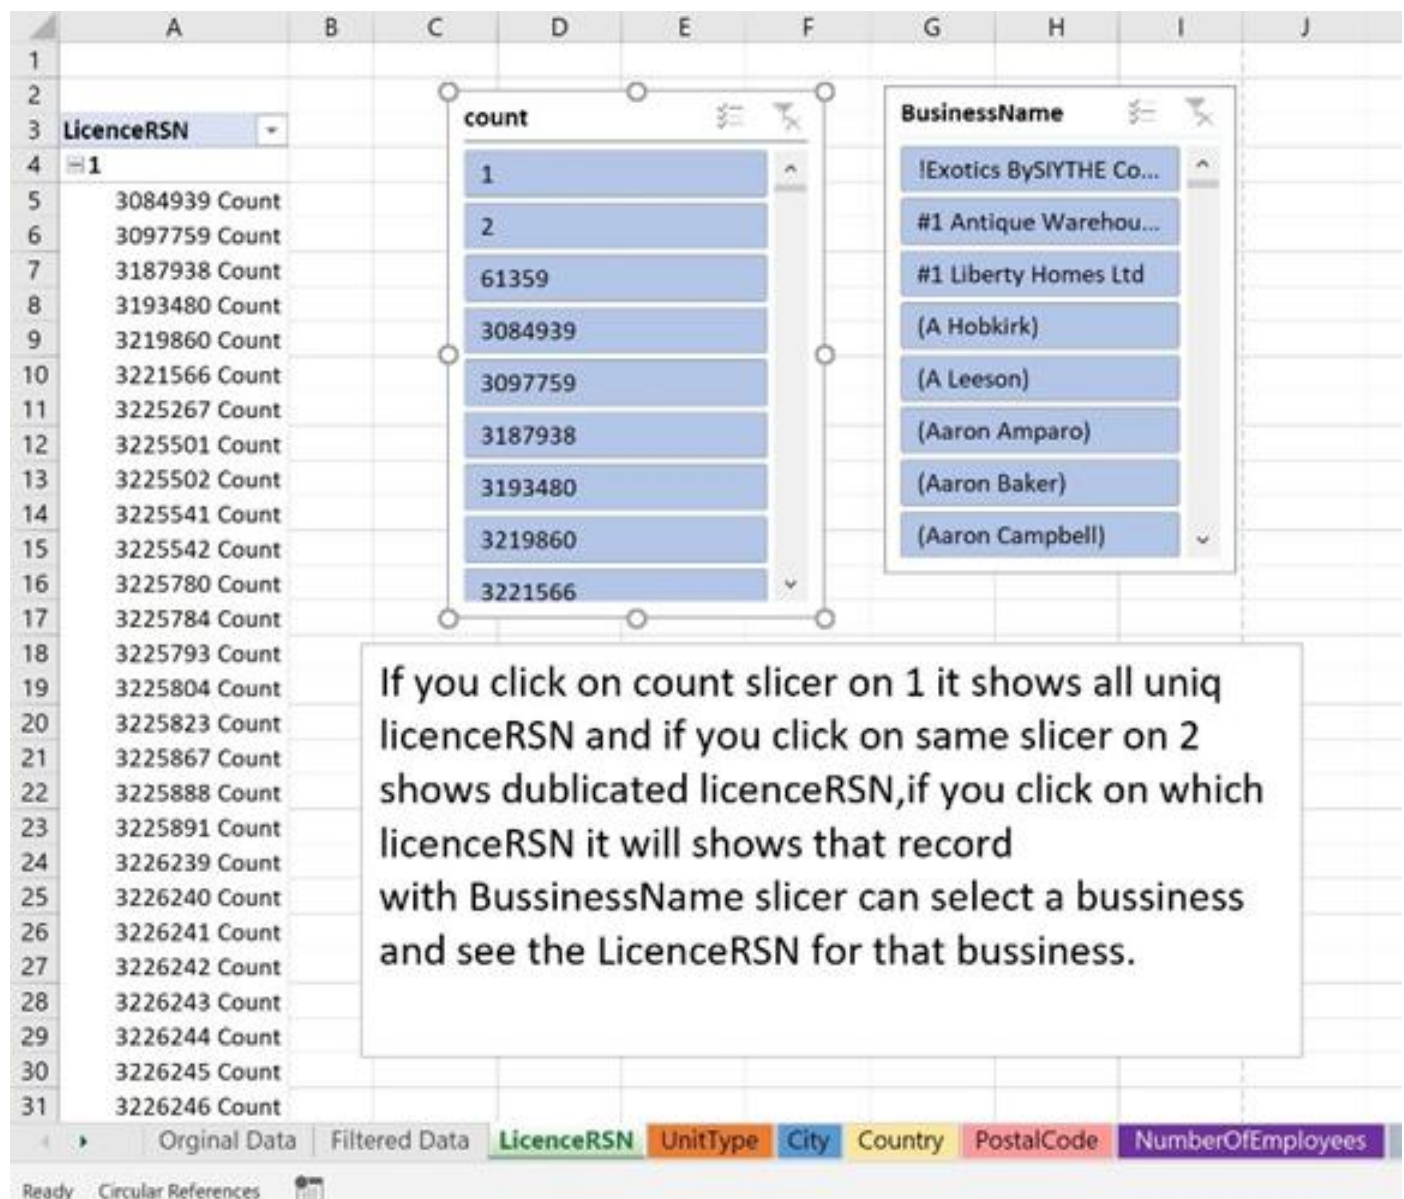 A B C D E F G H I J
1
2
3 LicenceRSN
4 1
5 3084939 Count
6 3097759 Count
7 3187938 Count
8 3193480 Count
9 3219860 Count
10 3221566 Count
11 3225267 Count
12 3225501 Count
13 3225502 Count
14 3225541 Count
15 3225542 Count
16 3225780 Count
17 3225784 Count
18 3225793 Count
19 3225804 Count
20 3225823 Count
21 3225867 Count
22 3225888 Count
23 3225891 Count
24 3226239 Count
25 3226240 Count
26 3226241 Count
27 3226242 Count
28 3226243 Count
29 3226244 Count
30 3226245 Count
31 3226246 Count
count
1
2
61359
3084939
3097759
3187938
3193480
3219860
3221566
BusinessName
!Exotics BySIYTHE Co...
#1 Antique Warehou...
#1 Liberty Homes Ltd
(A Hobkirk)
(A Leeson)
(Aaron Amparo)
(Aaron Baker)
(Aaron Campbell)
If you click on count slicer on 1 it shows all uniq
licenceRSN and if you click on same slicer on 2
shows dublicated licenceRSN,if you click on which
licenceRSN it will shows that record
with BussinessName slicer can select a bussiness
and see the LicenceRSN for that bussiness.
Orginal Data Filtered Data LicenceRSN UnitType City Country PostalCode NumberOfEmployees
Ready Circular References